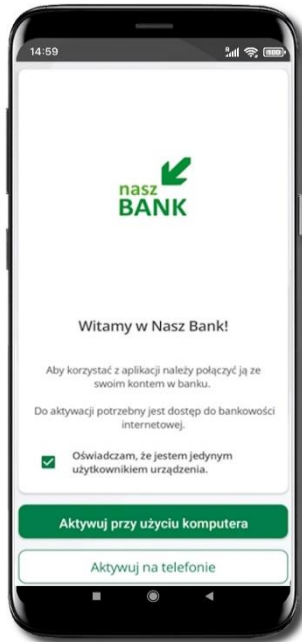 14:59
nasz
BANK
Witamy w Nasz Bank!
Aby korzystać z aplikacji należy połączyć ją ze
swoim kontem w banku.
Do aktywacji potrzebny jest dostęp do bankowości
internetowej.
Oświadczam, że jestem jedynym
użytkownikiem urządzenia.
Aktywuj przy użyciu komputera
Aktywuj na telefonie